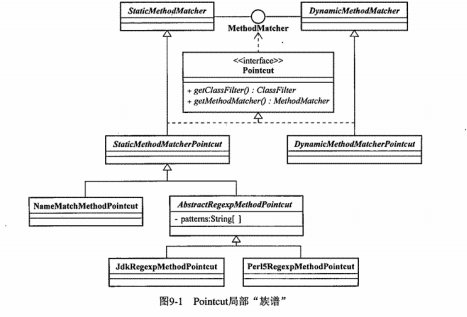 StaticMethodMatcher
DynamicMethodMatcher
MethodMatcher
<<interface>>
Pointcut
+ getClassFilter() : ClassFilter
+ getMethodMatcher() : MethodMatcher
StaticMethodMatcherPointcut
DynamicMethodMatcherPointcut
NameMatchMethodPointcut
AbstractRegexpMethodPointcut
- patterns:String[ ]
JdkRegexpMethodPointcut
Perl5RegexpMethodPointcut
图9-1 Pointcut局部“族谱”